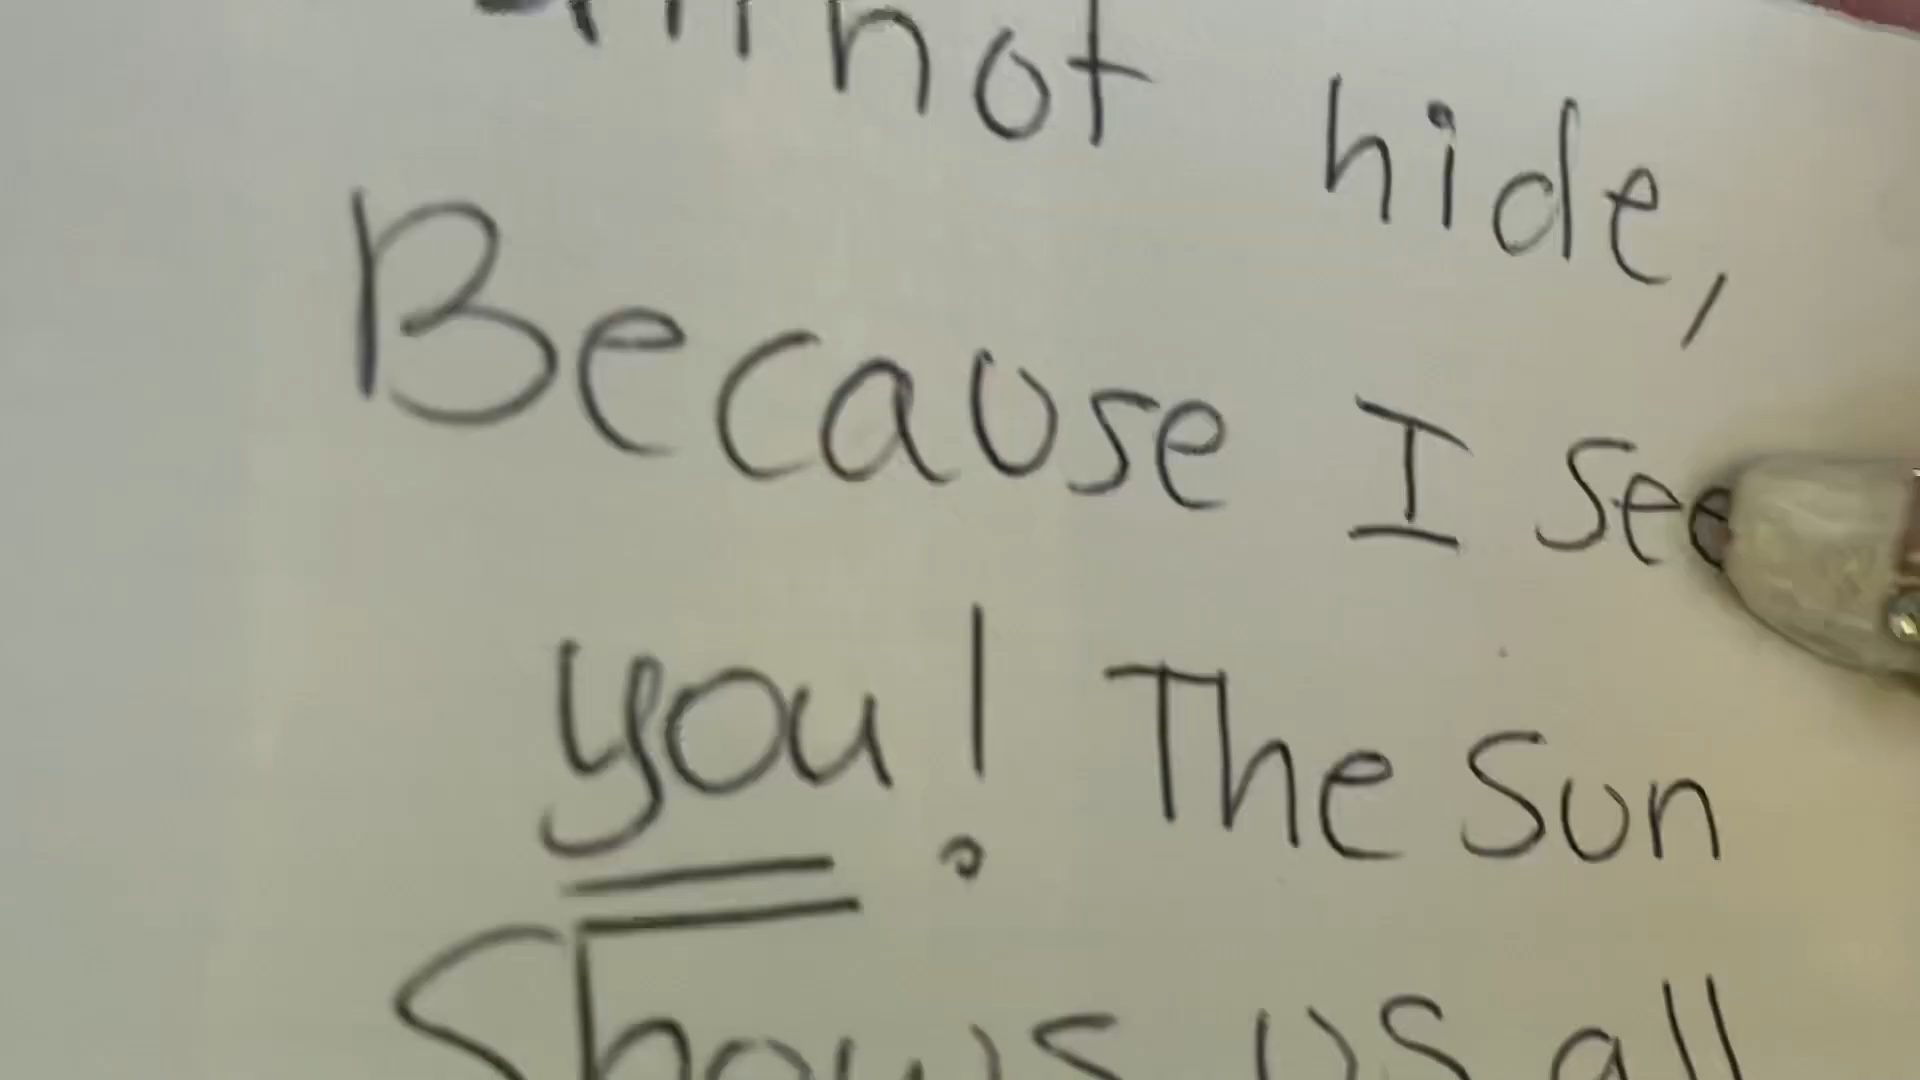 not hide,
Because I see
you! The Sun
Shows us all